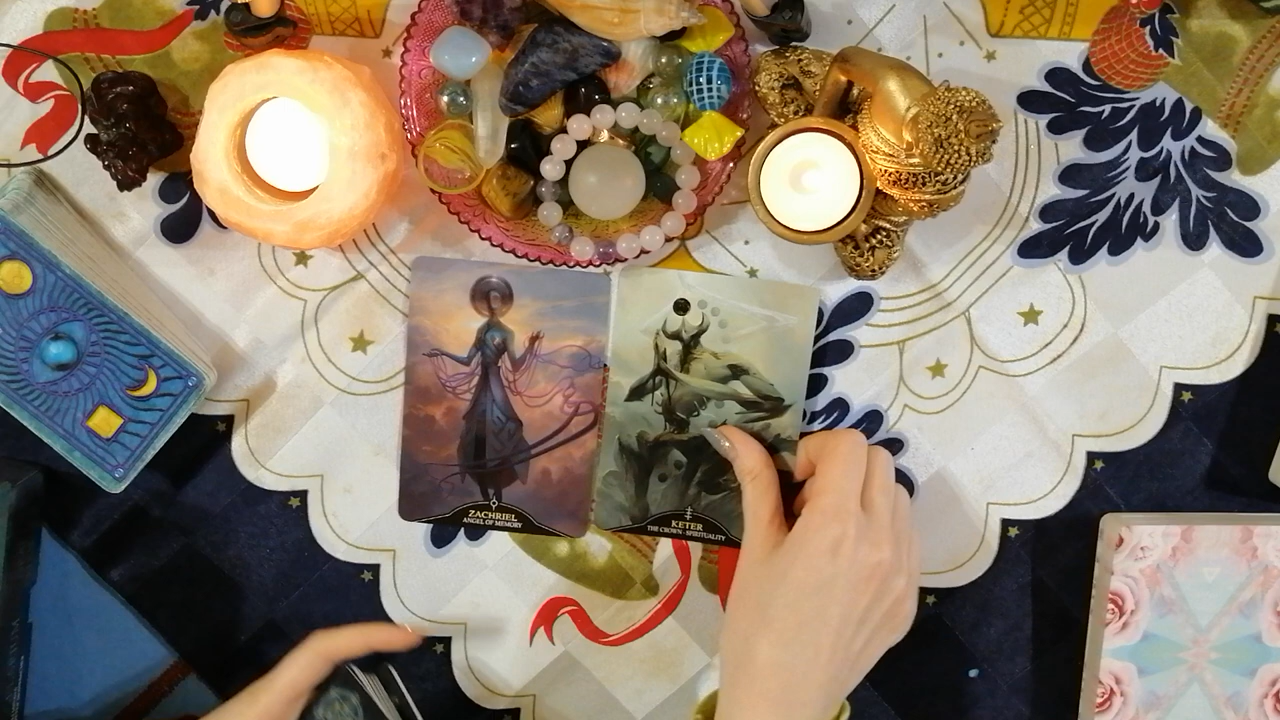 ZACHRIEL
ANGEL OF MEMORY
KETER
THE CROWN - SPIRITUALITY